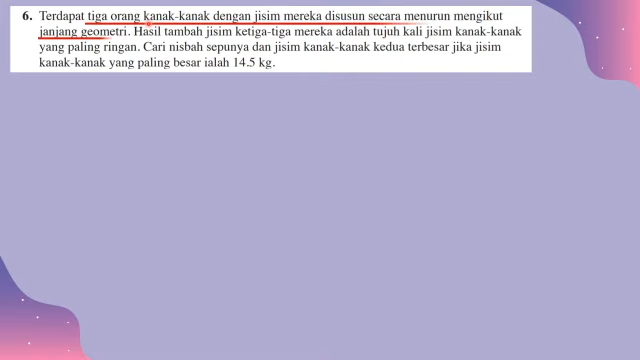 6. Terdapat tiga orang kanak-kanak dengan jisim mereka disusun secara menurun mengikut
janjang geometri. Hasil tambah jisim ketiga-tiga mereka adalah tujuh kali jisim kanak-kanak
yang paling ringan. Cari nisbah sepunya dan jisim kanak-kanak kedua terbesar jika jisim
kanak-kanak yang paling besar ialah 14.5 kg.